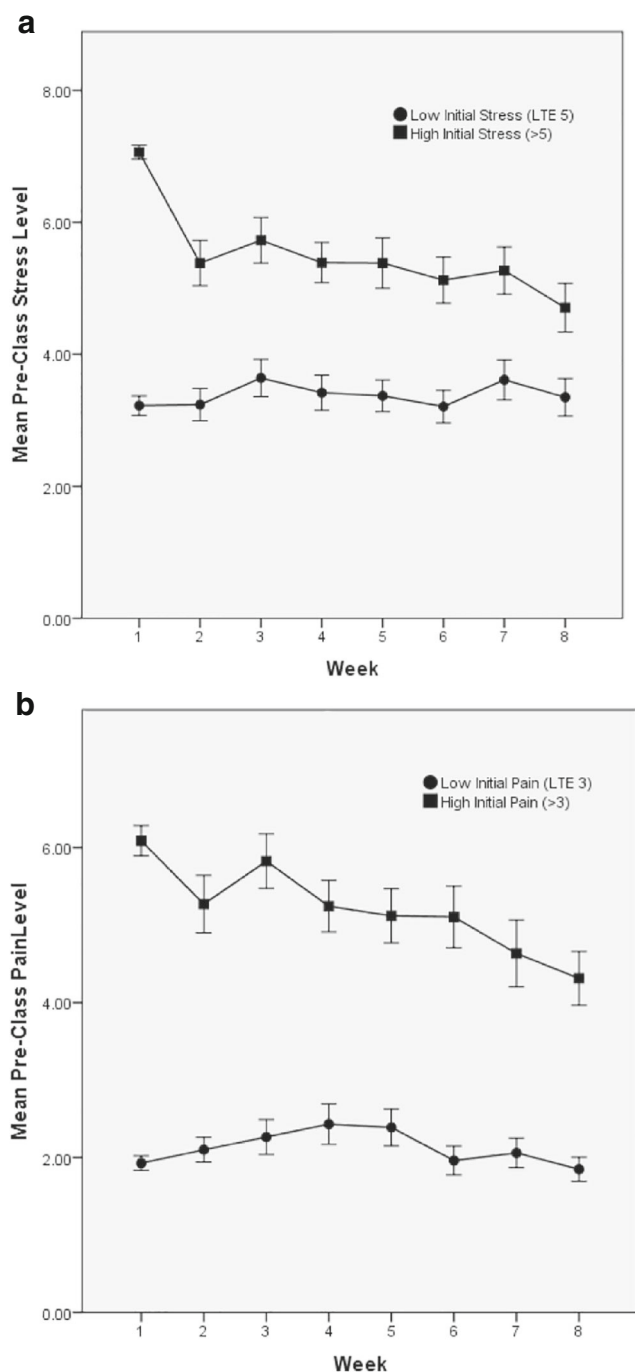 a
8.00
6.00
4.00
2.00
0.00
Mean Pre-Class Stress Level
Low Initial Stress (LTE 5)
High Initial Stress (>5)
1 2 3 4 5 6 7 8
Week
b
6.00
4.00
2.00
0.00
Mean Pre-Class PainLevel
Low Initial Pain (LTE 3)
High Initial Pain (>3)
1 2 3 4 5 6 7 8
Week